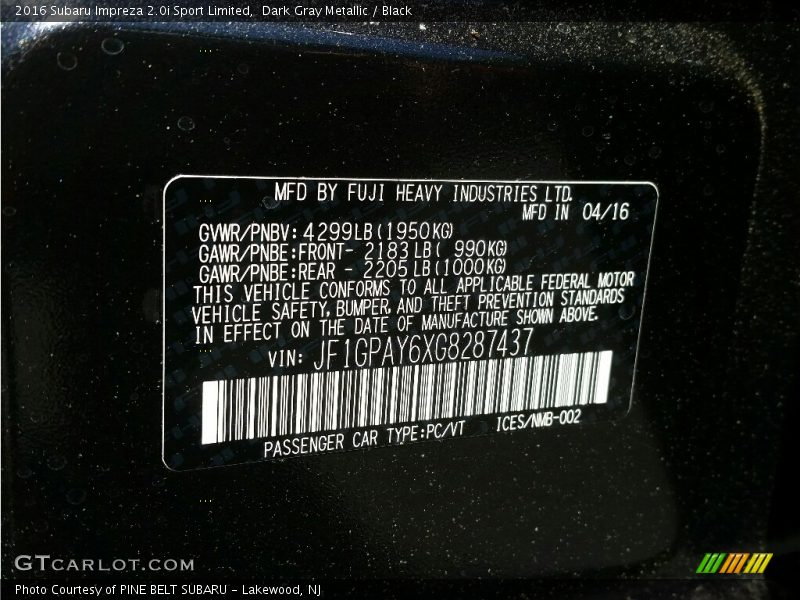 2016 Subaru Impreza 2.0i Sport Limited,  Dark Gray Metallic / Black
MFD BY FUJI HEAVY INDUSTRIES LTD.
MFD IN 04/16
GVWR/PNBV: 4299LB(1950KG)
GAWR/PNBE:FRONT- 2183LB( 990KG)
GAWR/PNBE:REAR - 2205LB(1000KG)
THIS VEHICLE CONFORMS TO ALL APPLICABLE FEDERAL MOTOR
VEHICLE SAFETY, BUMPER, AND THEFT PREVENTION STANDARDS
IN EFFECT ON THE DATE OF MANUFACTURE SHOWN ABOVE.
VIN: JF1GPAY6XG8287437
PASSENGER CAR TYPE:PC/VT ICES/NMB-002
GTCARLOT.COM
Photo Courtesy of PINE BELT SUBARU - Lakewood, NJ